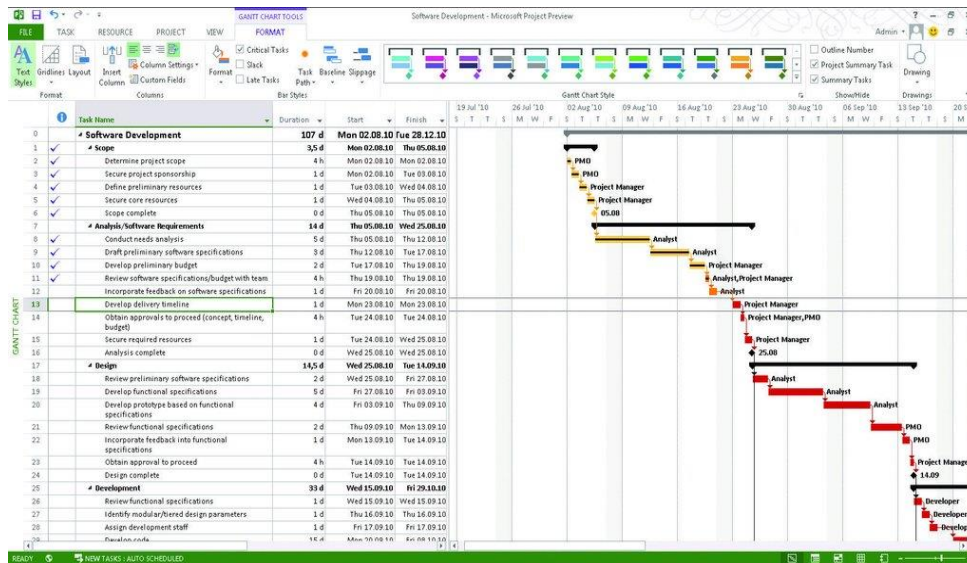 GANTT CHART TOOLS
Software Development - Microsoft Project Preview
FILE TASK RESOURCE PROJECT VIEW FORMAT
Admin
Text Styles
Gridlines
Layout
Format
Insert Column
Column Settings
Custom Fields
Columns
Format
Critical Tasks
Slack
Late Tasks
Task Path
Baseline
Slippage
Bar Styles
Gantt Chart Style
Outline Number
Project Summary Task
Summary Tasks
Show/Hide
Drawing
Drawings
Task Name Duration Start Finish
19 Jul '10 26 Jul '10 02 Aug '10 09 Aug '10 16 Aug '10 23 Aug '10 30 Aug '10 06 Sep '10 13 Sep '10 20 S
S T T S M W F S T T S M W F S T T S M W F S T T S M W F S T T S M
0 Software Development 107 d Mon 02.08.10 Tue 28.12.10
1 Scope 3,5 d Mon 02.08.10 Thu 05.08.10
2 Determine project scope 4 h Mon 02.08.10 Mon 02.08.10 PMO
3 Secure project sponsorship 1 d Mon 02.08.10 Tue 03.08.10 PMO
4 Define preliminary resources 1 d Tue 03.08.10 Wed 04.08.10 Project Manager
5 Secure core resources 1 d Wed 04.08.10 Thu 05.08.10 Project Manager
6 Scope complete 0 d Thu 05.08.10 Thu 05.08.10 05.08
7 Analysis/Software Requirements 14 d Thu 05.08.10 Wed 25.08.10
8 Conduct needs analysis 5 d Thu 05.08.10 Thu 12.08.10 Analyst
9 Draft preliminary software specifications 3 d Thu 12.08.10 Tue 17.08.10 Analyst
10 Develop preliminary budget 2 d Tue 17.08.10 Thu 19.08.10 Project Manager
11 Review software specifications/budget with team 4 h Thu 19.08.10 Thu 19.08.10 Analyst,Project Manager
12 Incorporate feedback on software specifications 1 d Fri 20.08.10 Fri 20.08.10 Analyst
13 Develop delivery timeline 1 d Mon 23.08.10 Mon 23.08.10 Project Manager
14 Obtain approvals to proceed (concept, timeline, 4 h Tue 24.08.10 Tue 24.08.10 Project Manager,PMO
budget)
15 Secure required resources 1 d Tue 24.08.10 Wed 25.08.10 Project Manager
16 Analysis complete 0 d Wed 25.08.10 Wed 25.08.10 25.08
17 Design 14,5 d Wed 25.08.10 Tue 14.09.10
18 Review preliminary software specifications 2 d Wed 25.08.10 Fri 27.08.10 Analyst
19 Develop functional specifications 5 d Fri 27.08.10 Fri 03.09.10 Analyst
20 Develop prototype based on functional 4 d Fri 03.09.10 Thu 09.09.10 Analyst
specifications
21 Review functional specifications 2 d Thu 09.09.10 Mon 13.09.10 PMO
22 Incorporate feedback into functional 1 d Mon 13.09.10 Tue 14.09.10 PMO
specifications
23 Obtain approval to proceed 4 h Tue 14.09.10 Tue 14.09.10 Project Manage
24 Design complete 0 d Tue 14.09.10 Tue 14.09.10 14.09
25 Development 33 d Wed 15.09.10 Fri 29.10.10
26 Review functional specifications 1 d Wed 15.09.10 Wed 15.09.10 Developer
27 Identify modular/tiered design parameters 1 d Thu 16.09.10 Thu 16.09.10 Developer
28 Assign development staff 1 d Fri 17.09.10 Fri 17.09.10 Develop
29 Develop code 15 d Mon 20.09.10 Fri 08.10.10
GANTT CHART
READY NEW TASKS : AUTO SCHEDULED